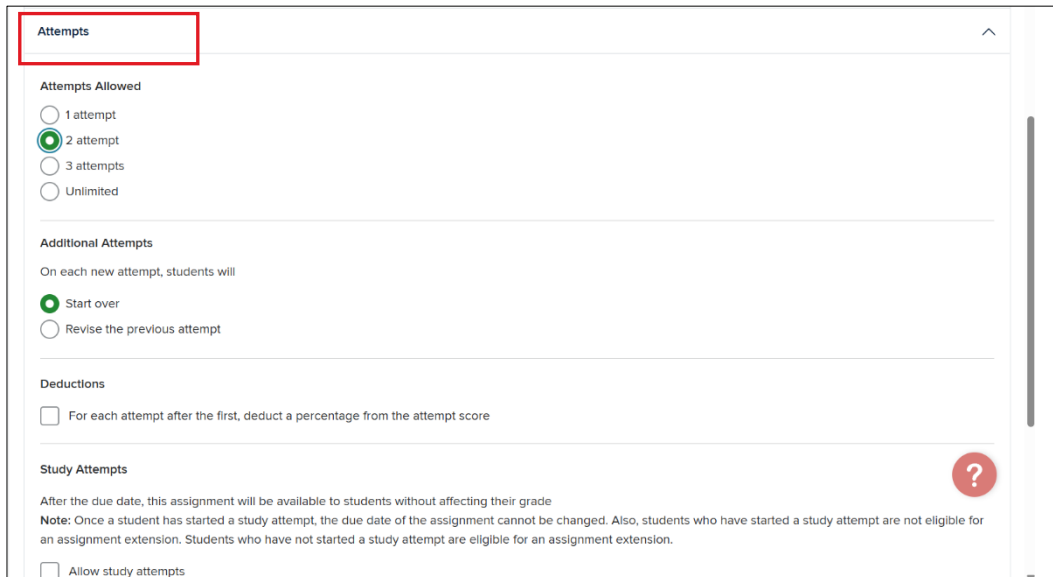 Attempts
Attempts Allowed
1 attempt
2 attempt
3 attempts
Unlimited
Additional Attempts
On each new attempt, students will
Start over
Revise the previous attempt
Deductions
For each attempt after the first, deduct a percentage from the attempt score
Study Attempts
?
After the due date, this assignment will be available to students without affecting their grade
Note: Once a student has started a study attempt, the due date of the assignment cannot be changed. Also, students who have started a study attempt are not eligible for
an assignment extension. Students who have not started a study attempt are eligible for an assignment extension.
Allow study attempts